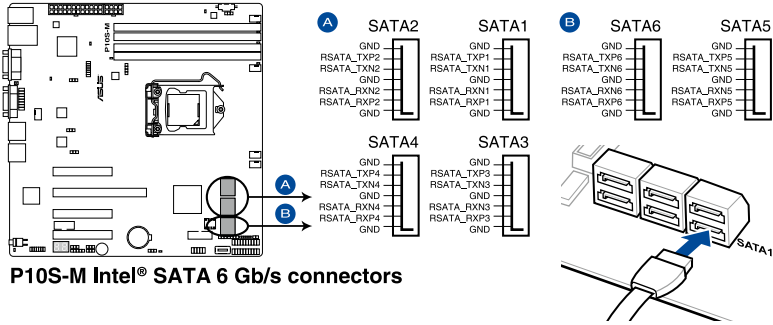 P10S-M
ASUS
A
B
A
SATA2
GND
RSATA_TXP2
RSATA_TXN2
GND
RSATA_RXN2
RSATA_RXP2
GND
SATA1
GND
RSATA_TXP1
RSATA_TXN1
GND
RSATA_RXN1
RSATA_RXP1
GND
SATA4
GND
RSATA_TXP4
RSATA_TXN4
GND
RSATA_RXN4
RSATA_RXP4
GND
SATA3
GND
RSATA_TXP3
RSATA_TXN3
GND
RSATA_RXN3
RSATA_RXP3
GND
B
SATA6
GND
RSATA_TXP6
RSATA_TXN6
GND
RSATA_RXN6
RSATA_RXP6
GND
SATA5
GND
RSATA_TXP5
RSATA_TXN5
GND
RSATA_RXN5
RSATA_RXP5
GND
SATA1
P10S-M Intel® SATA 6 Gb/s connectors